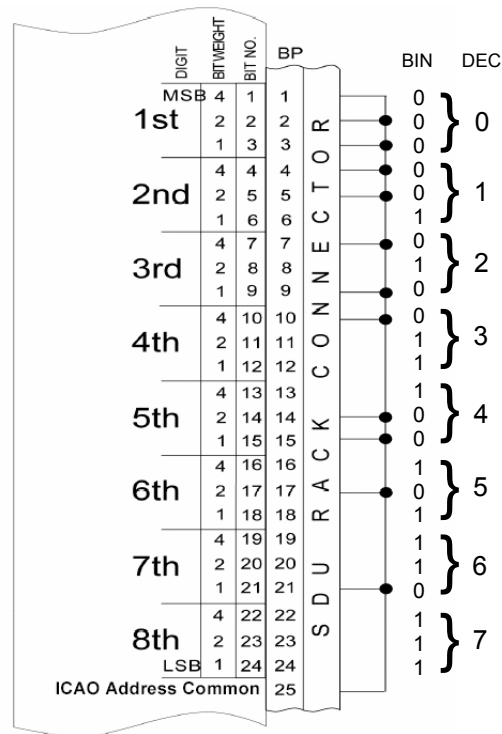 DIGIT BIT WEIGHT BIT NO. BP BIN DEC
MSB 4 1 1 0
1st 2 2 2 0 } 0
1 3 3 0
4 4 4 0
2nd 2 5 5 0 } 1
1 6 6 1
4 7 7 0
3rd 2 8 8 1 } 2
1 9 9 0
4 10 10 0
4th 2 11 11 1 } 3
1 12 12 1
4 13 13 1
5th 2 14 14 0 } 4
1 15 15 0
4 16 16 1
6th 2 17 17 0 } 5
1 18 18 1
4 19 19 1
7th 2 20 20 1 } 6
1 21 21 0
4 22 22 1
8th 2 23 23 1 } 7
LSB 1 24 24 1
ICAO Address Common 25
SDU RACK CONNECTOR